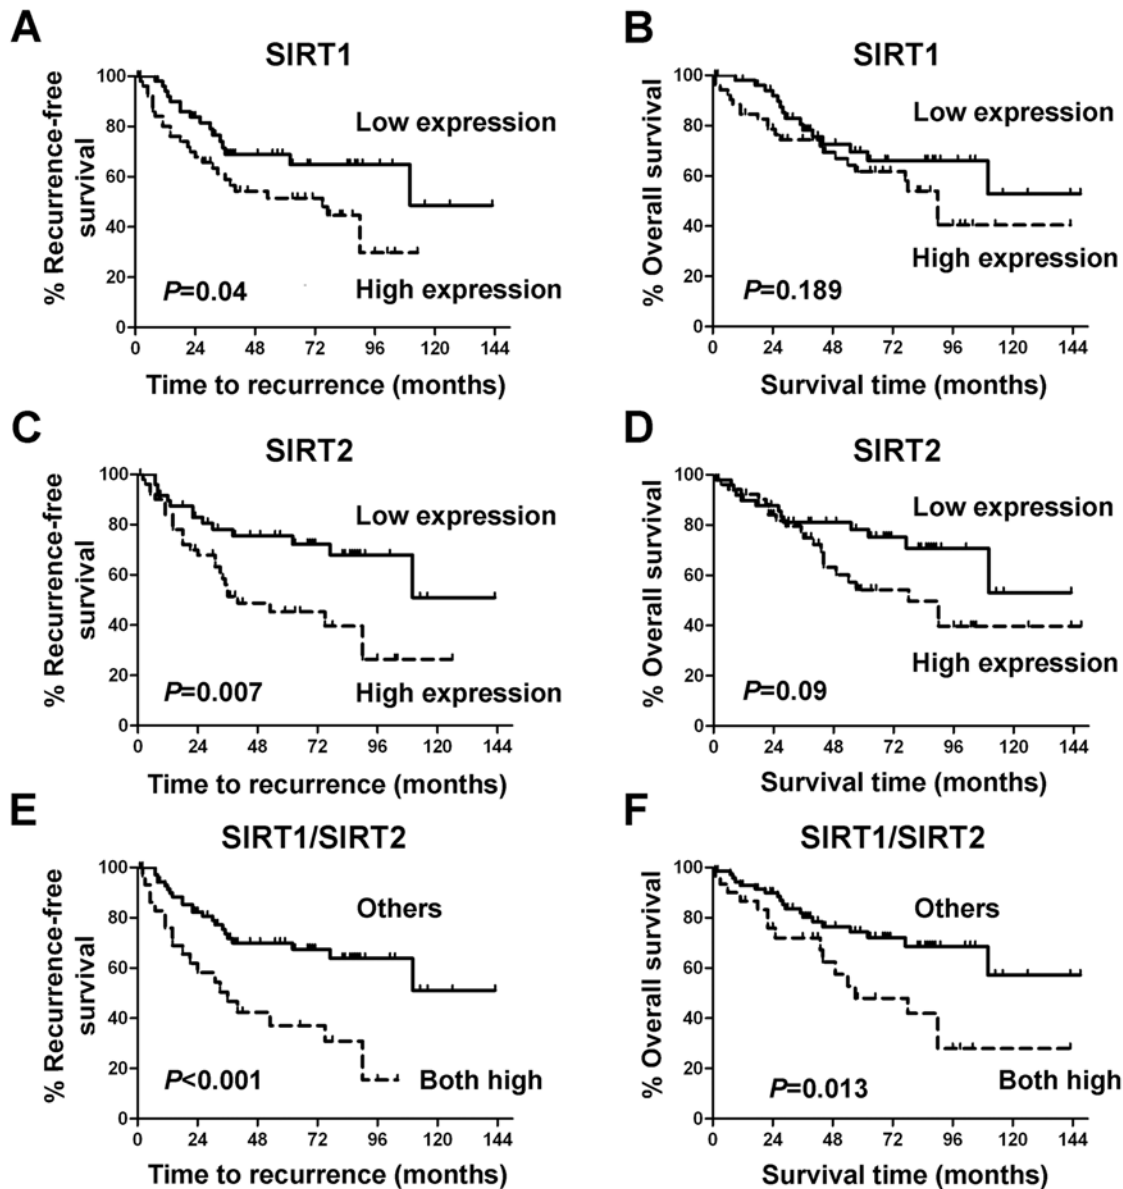 A
SIRT1
% Recurrence-free
survival
100
80
60
40
20
0
Low expression
High expression
P=0.04
0 24 48 72 96 120 144
Time to recurrence (months)
B
SIRT1
% Overall survival
100
80
60
40
20
0
Low expression
High expression
P=0.189
0 24 48 72 96 120 144
Survival time (months)
C
SIRT2
% Recurrence-free
survival
100
80
60
40
20
0
Low expression
High expression
P=0.007
0 24 48 72 96 120 144
Time to recurrence (months)
D
SIRT2
% Overall survival
100
80
60
40
20
0
Low expression
High expression
P=0.09
0 24 48 72 96 120 144
Survival time (months)
E
SIRT1/SIRT2
% Recurrence-free
survival
100
80
60
40
20
0
Others
Both high
P<0.001
0 24 48 72 96 120 144
Time to recurrence (months)
F
SIRT1/SIRT2
% Overall survival
100
80
60
40
20
0
Others
Both high
P=0.013
0 24 48 72 96 120 144
Survival time (months)